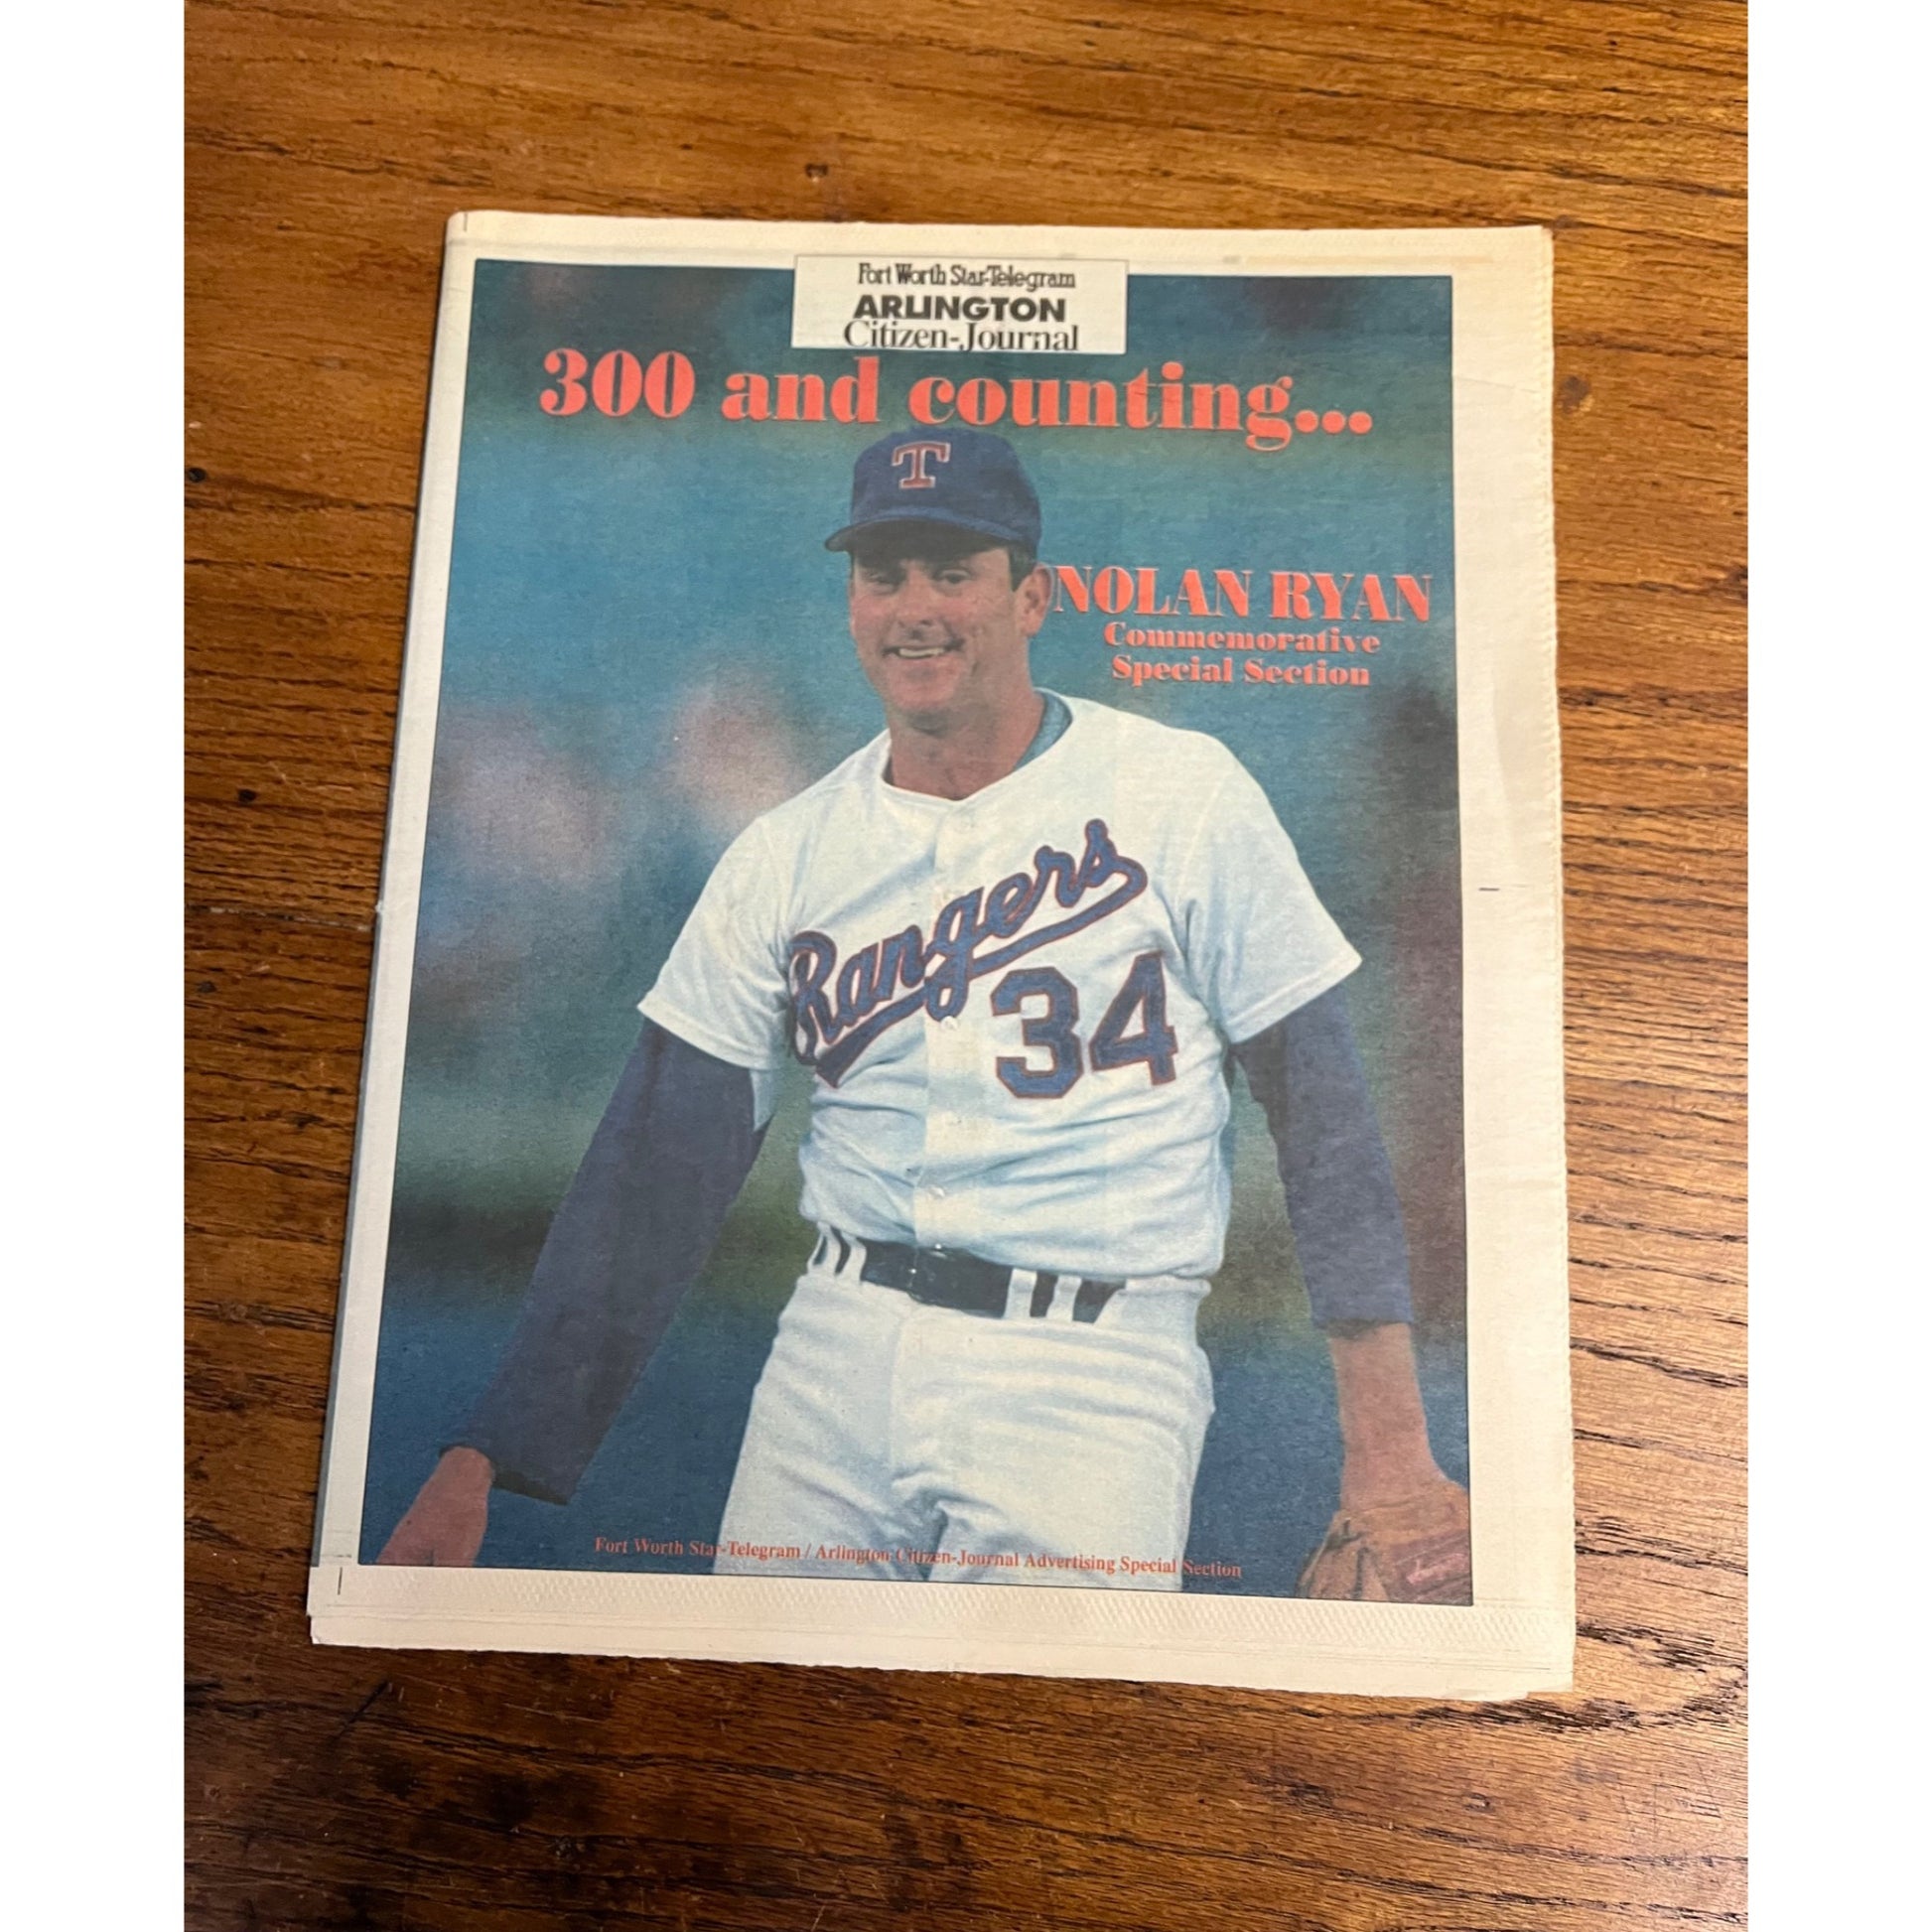 Fort Worth Star-Telegram
ARLINGTON
Citizen-Journal
300 and counting...
T
NOLAN RYAN
Commemorative
Special Section
Rangers
34
Fort Worth Star-Telegram / Arlington Citizen-Journal Advertising Special Section